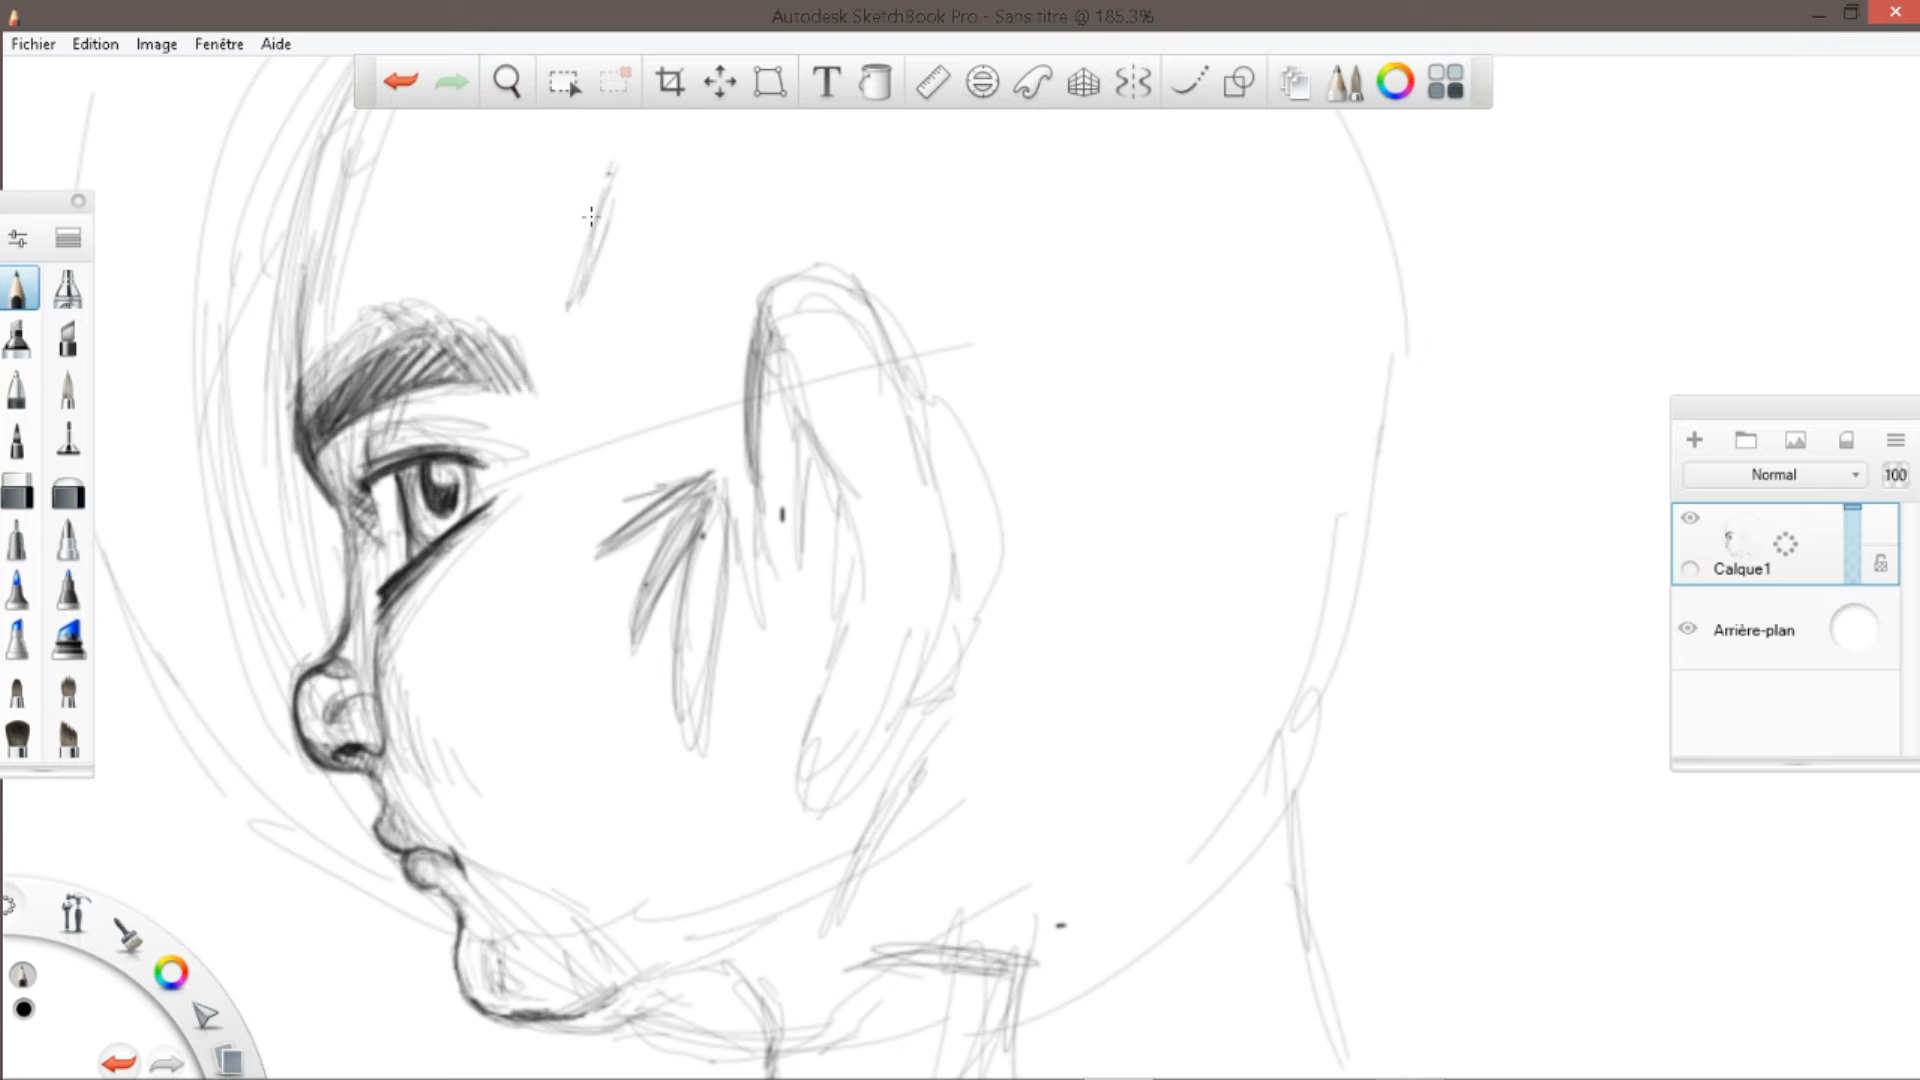 Autodesk SketchBook Pro - Sans titre @ 185,3%
Fichier Edition Image Fenêtre Aide
T
Normal 100
Calque1
Arrière-plan